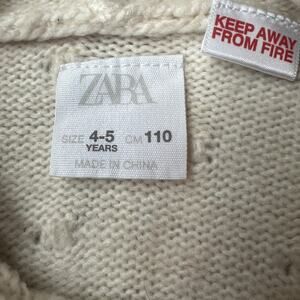 KEEP AWAY
FROM FIRE
ZARA
SIZE 4-5 CM 110
YEARS
MADE IN CHINA